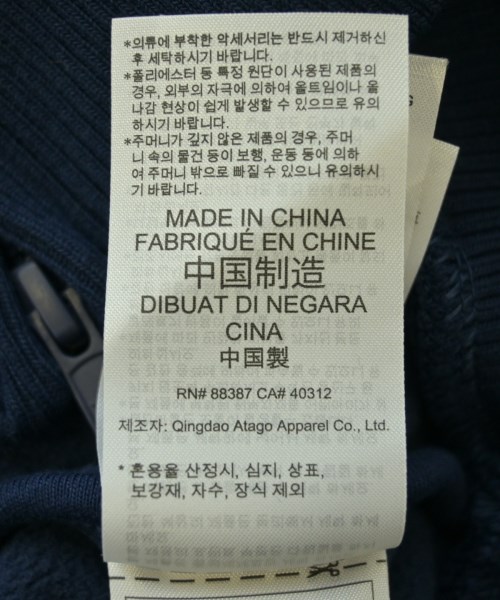 *의류에 부착한 악세서리는 반드시 제거하신
후 세탁하시기 바랍니다.
*폴리에스터 등 특정 원단이 사용된 제품의
경우, 외부의 자극에 의하여 올트임이나 올
나감 현상이 쉽게 발생할 수 있으므로 유의
하시기 바랍니다.
*주머니가 깊지 않은 제품의 경우, 주머
니 속의 물건 등이 보행, 운동 등에 의하
여 주머니 밖으로 빠질 수 있으니 유의하시
기 바랍니다.
MADE IN CHINA
FABRIQUÉ EN CHINE
中国制造
DIBUAT DI NEGARA
CINA
中国製
RN# 88387 CA# 40312
제조자: Qingdao Atago Apparel Co., Ltd.
* 혼용율 산정시, 심지, 상표,
보강재, 자수, 장식 제외